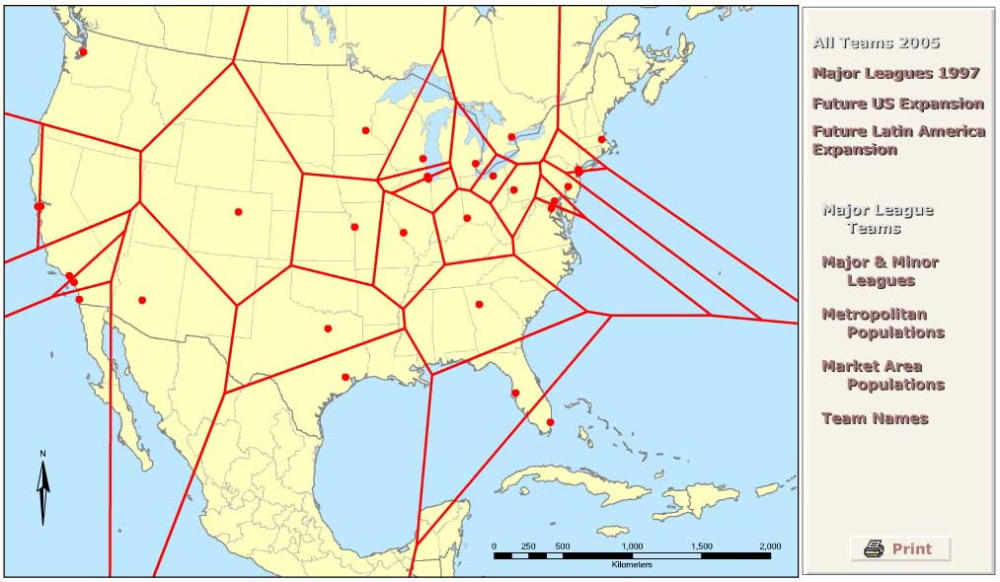 All Teams 2005
Major Leagues 1997
Future US Expansion
Future Latin America
Expansion
Major League
Teams
Major & Minor
Leagues
Metropolitan
Populations
Market Area
Populations
Team Names
N
0 250 500 1,000 1,500 2,000
Kilometers
Print